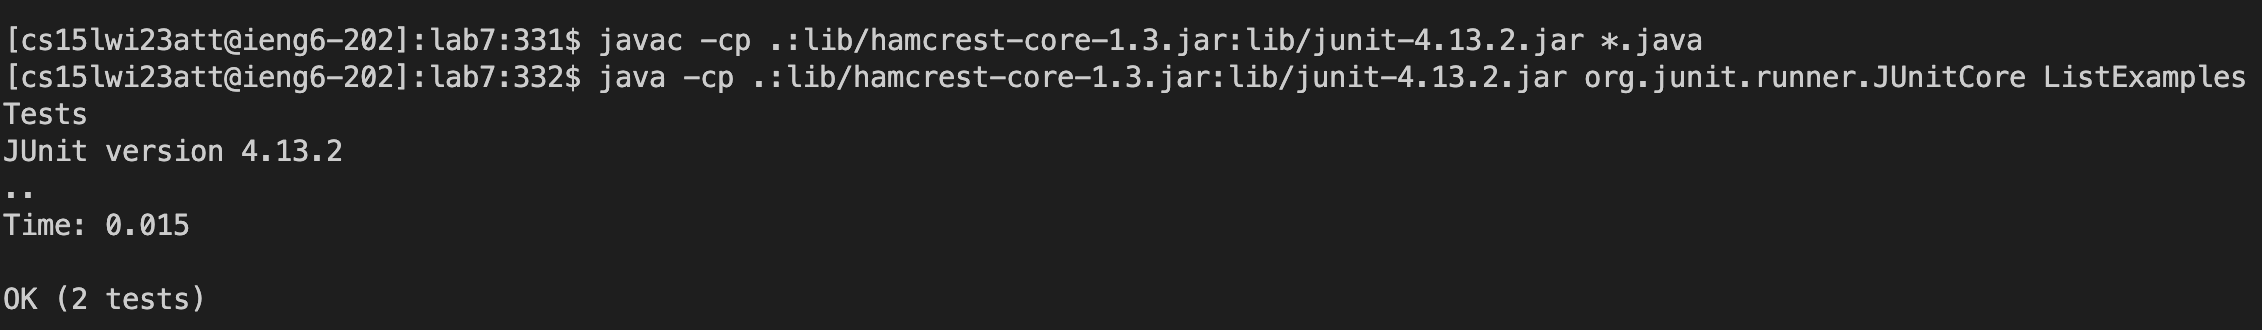 [cs15lwi23att@ieng6-202]:lab7:331$ javac -cp .:lib/hamcrest-core-1.3.jar:lib/junit-4.13.2.jar *.java
[cs15lwi23att@ieng6-202]:lab7:332$ java -cp .:lib/hamcrest-core-1.3.jar:lib/junit-4.13.2.jar org.junit.runner.JUnitCore ListExamples
Tests
JUnit version 4.13.2
..
Time: 0.015
OK (2 tests)